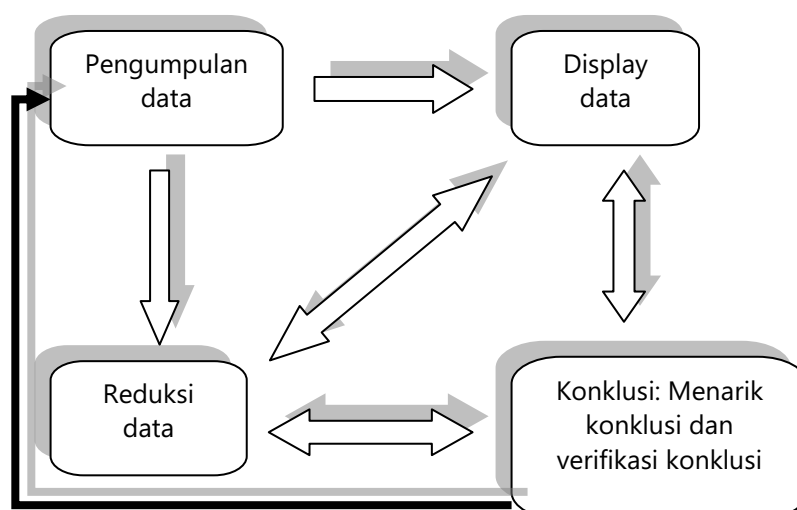 Pengumpulan
data
Display
data
Reduksi
data
Konklusi: Menarik
konklusi dan
verifikasi konklusi